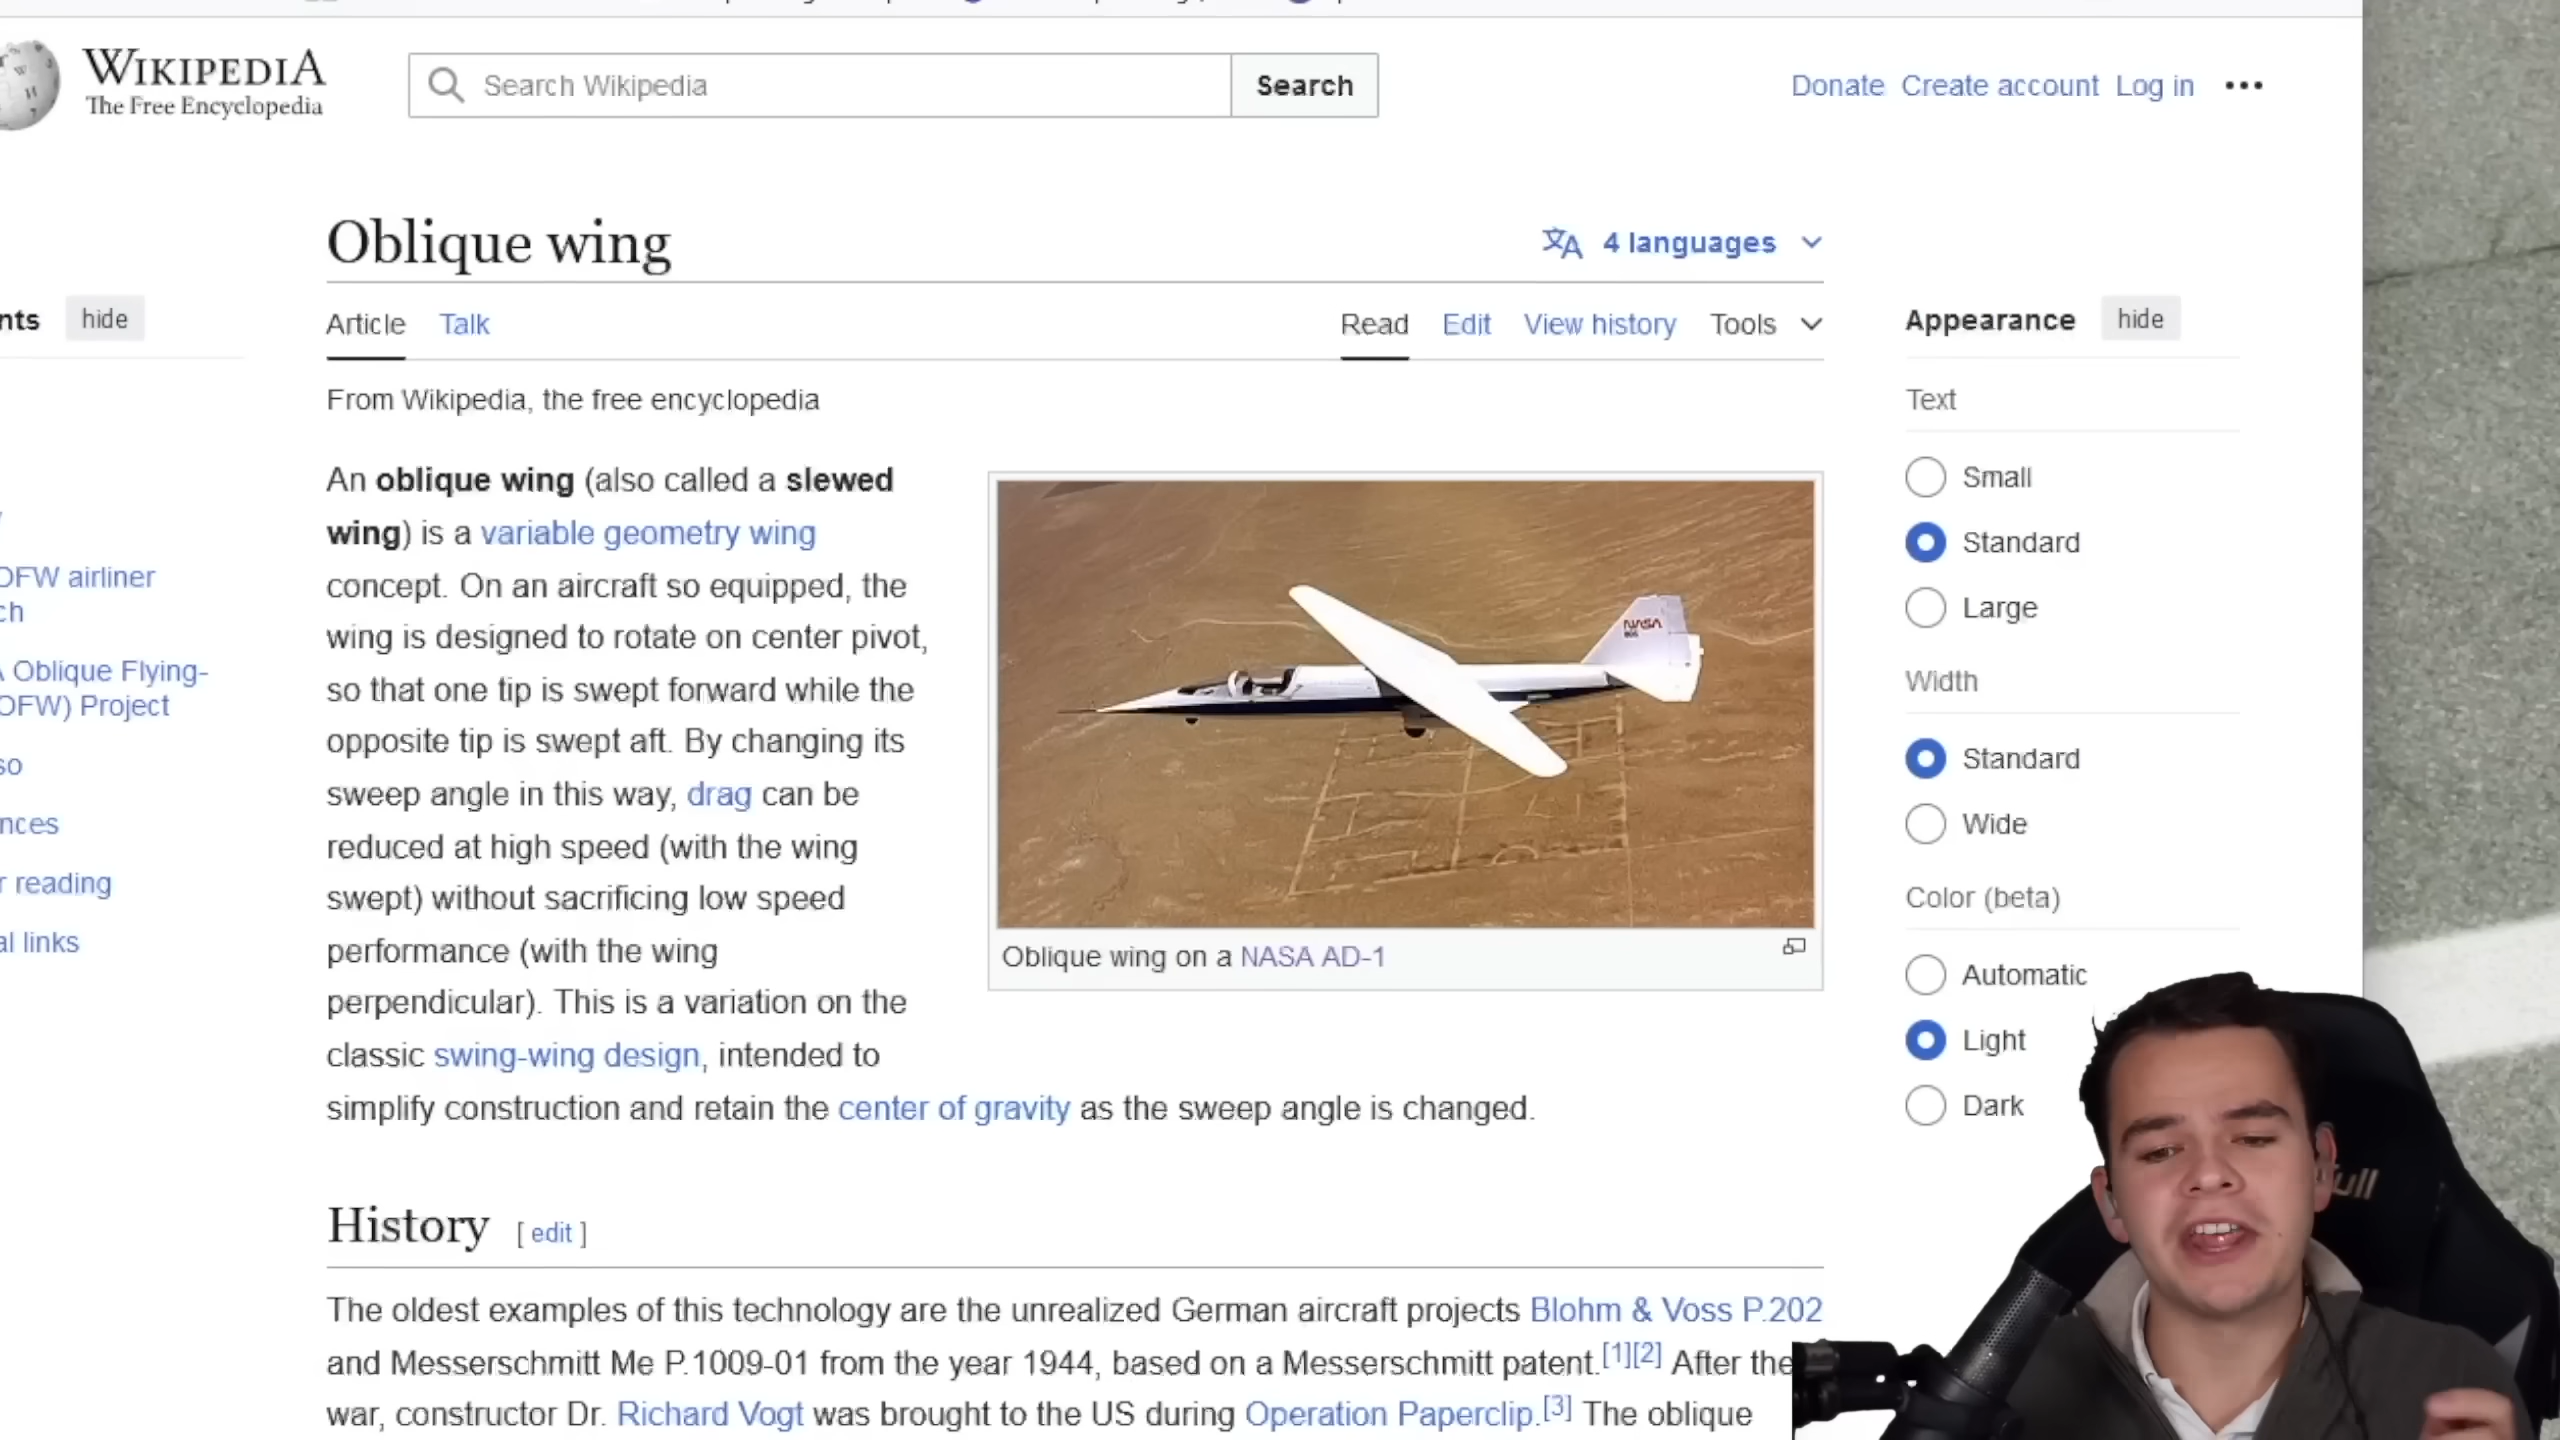 WIKIPEDIA
The Free Encyclopedia
Search Wikipedia
Search
Donate Create account Log in
Oblique wing
4 languages
nts hide
Article Talk
Read Edit View history Tools
Appearance hide
From Wikipedia, the free encyclopedia
Text
Small
Standard
Large
Width
Standard
Wide
Color (beta)
Automatic
Light
Dark
OFW airliner
ch
Oblique Flying-
OFW) Project
so
nces
r reading
al links
An oblique wing (also called a slewed
wing) is a variable geometry wing
concept. On an aircraft so equipped, the
wing is designed to rotate on center pivot,
so that one tip is swept forward while the
opposite tip is swept aft. By changing its
sweep angle in this way, drag can be
reduced at high speed (with the wing
swept) without sacrificing low speed
performance (with the wing
perpendicular). This is a variation on the
classic swing-wing design, intended to
simplify construction and retain the center of gravity as the sweep angle is changed.
NASA
Oblique wing on a NASA AD-1
History [ edit ]
The oldest examples of this technology are the unrealized German aircraft projects Blohm & Voss P.202
and Messerschmitt Me P.1009-01 from the year 1944, based on a Messerschmitt patent.[1][2] After the
war, constructor Dr. Richard Vogt was brought to the US during Operation Paperclip.[3] The oblique